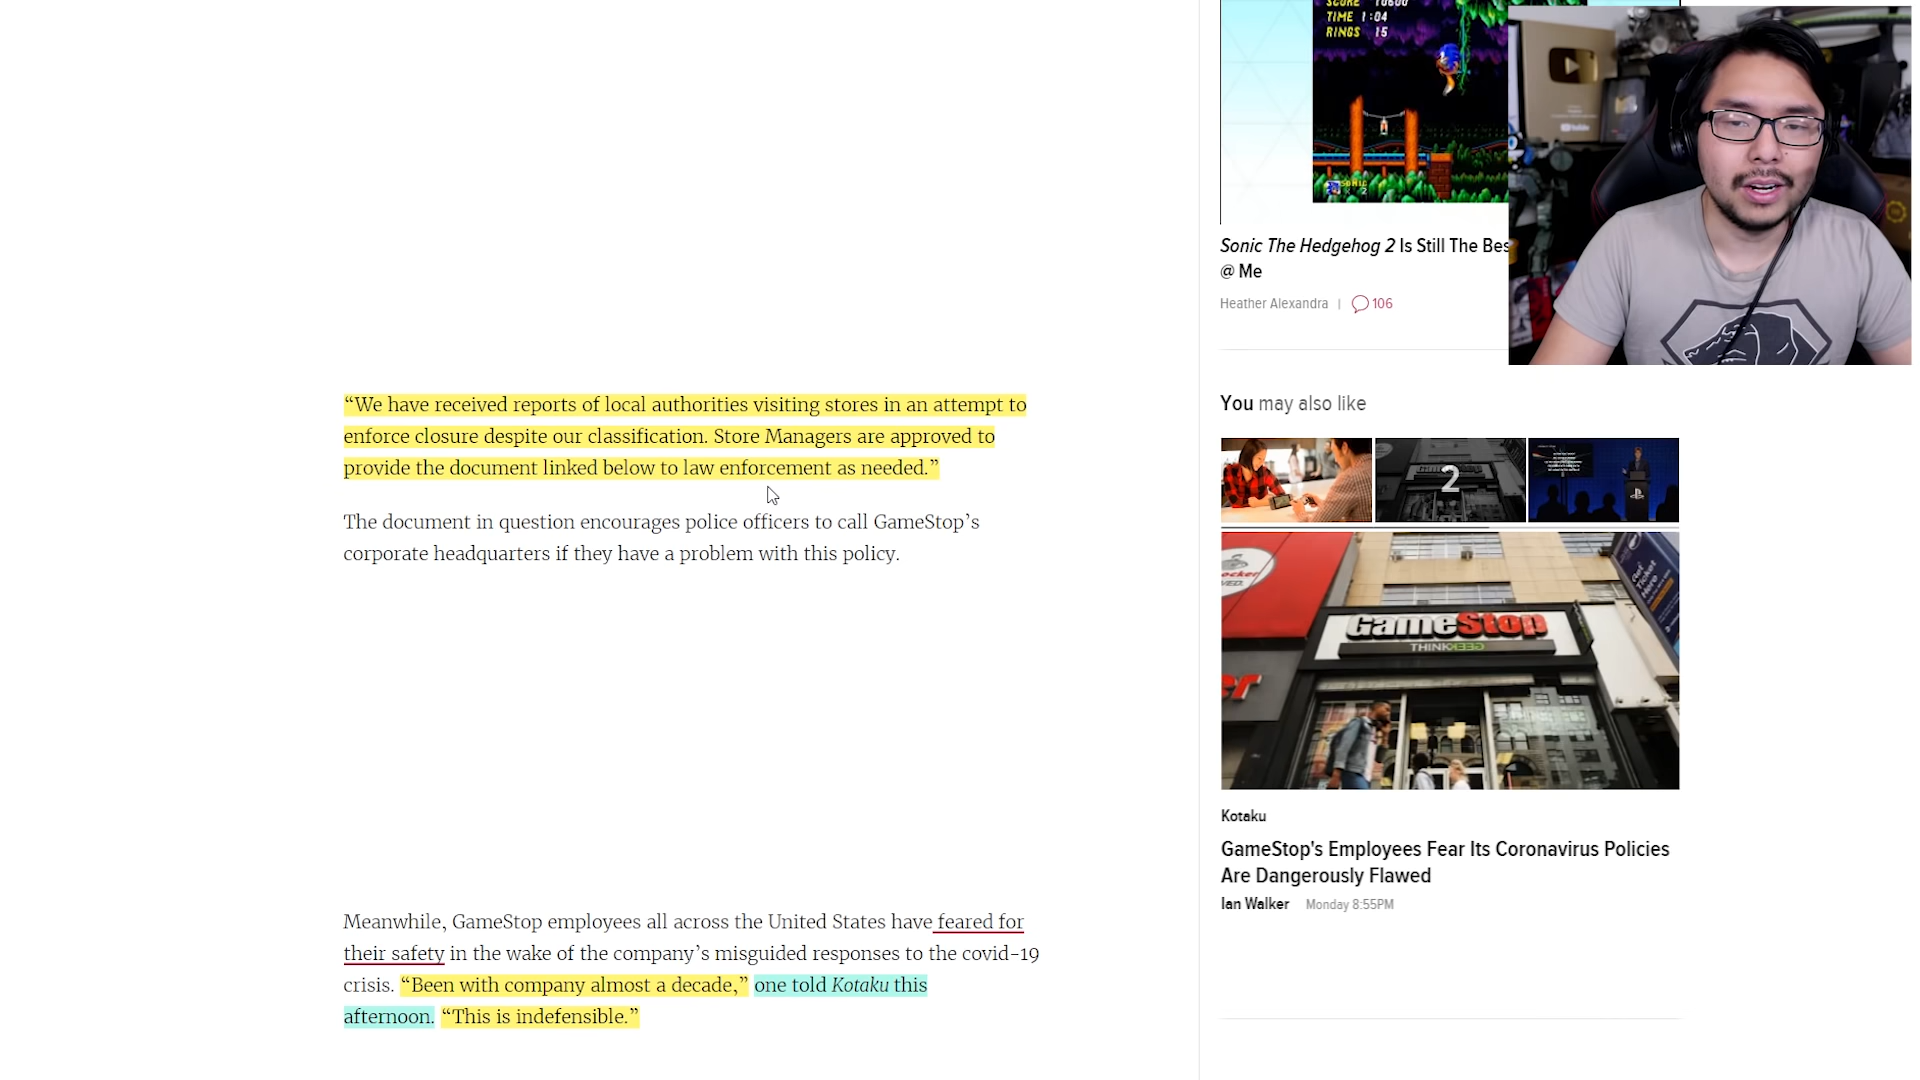 “We have received reports of local authorities visiting stores in an attempt to
enforce closure despite our classification. Store Managers are approved to
provide the document linked below to law enforcement as needed.”
The document in question encourages police officers to call GameStop’s
corporate headquarters if they have a problem with this policy.
Meanwhile, GameStop employees all across the United States have feared for
their safety in the wake of the company’s misguided responses to the covid-19
crisis. “Been with company almost a decade,” one told Kotaku this
afternoon. “This is indefensible.”
SCORE 10600
TIME 1:04
RINGS 15
SONIC
2
Sonic The Hedgehog 2 Is Still The Bes
@ Me
Heather Alexandra | 106
You may also like
2
GameStop
THINKGEEK
Get
Ticket
Here
Kotaku
GameStop's Employees Fear Its Coronavirus Policies
Are Dangerously Flawed
Ian Walker Monday 8:55PM